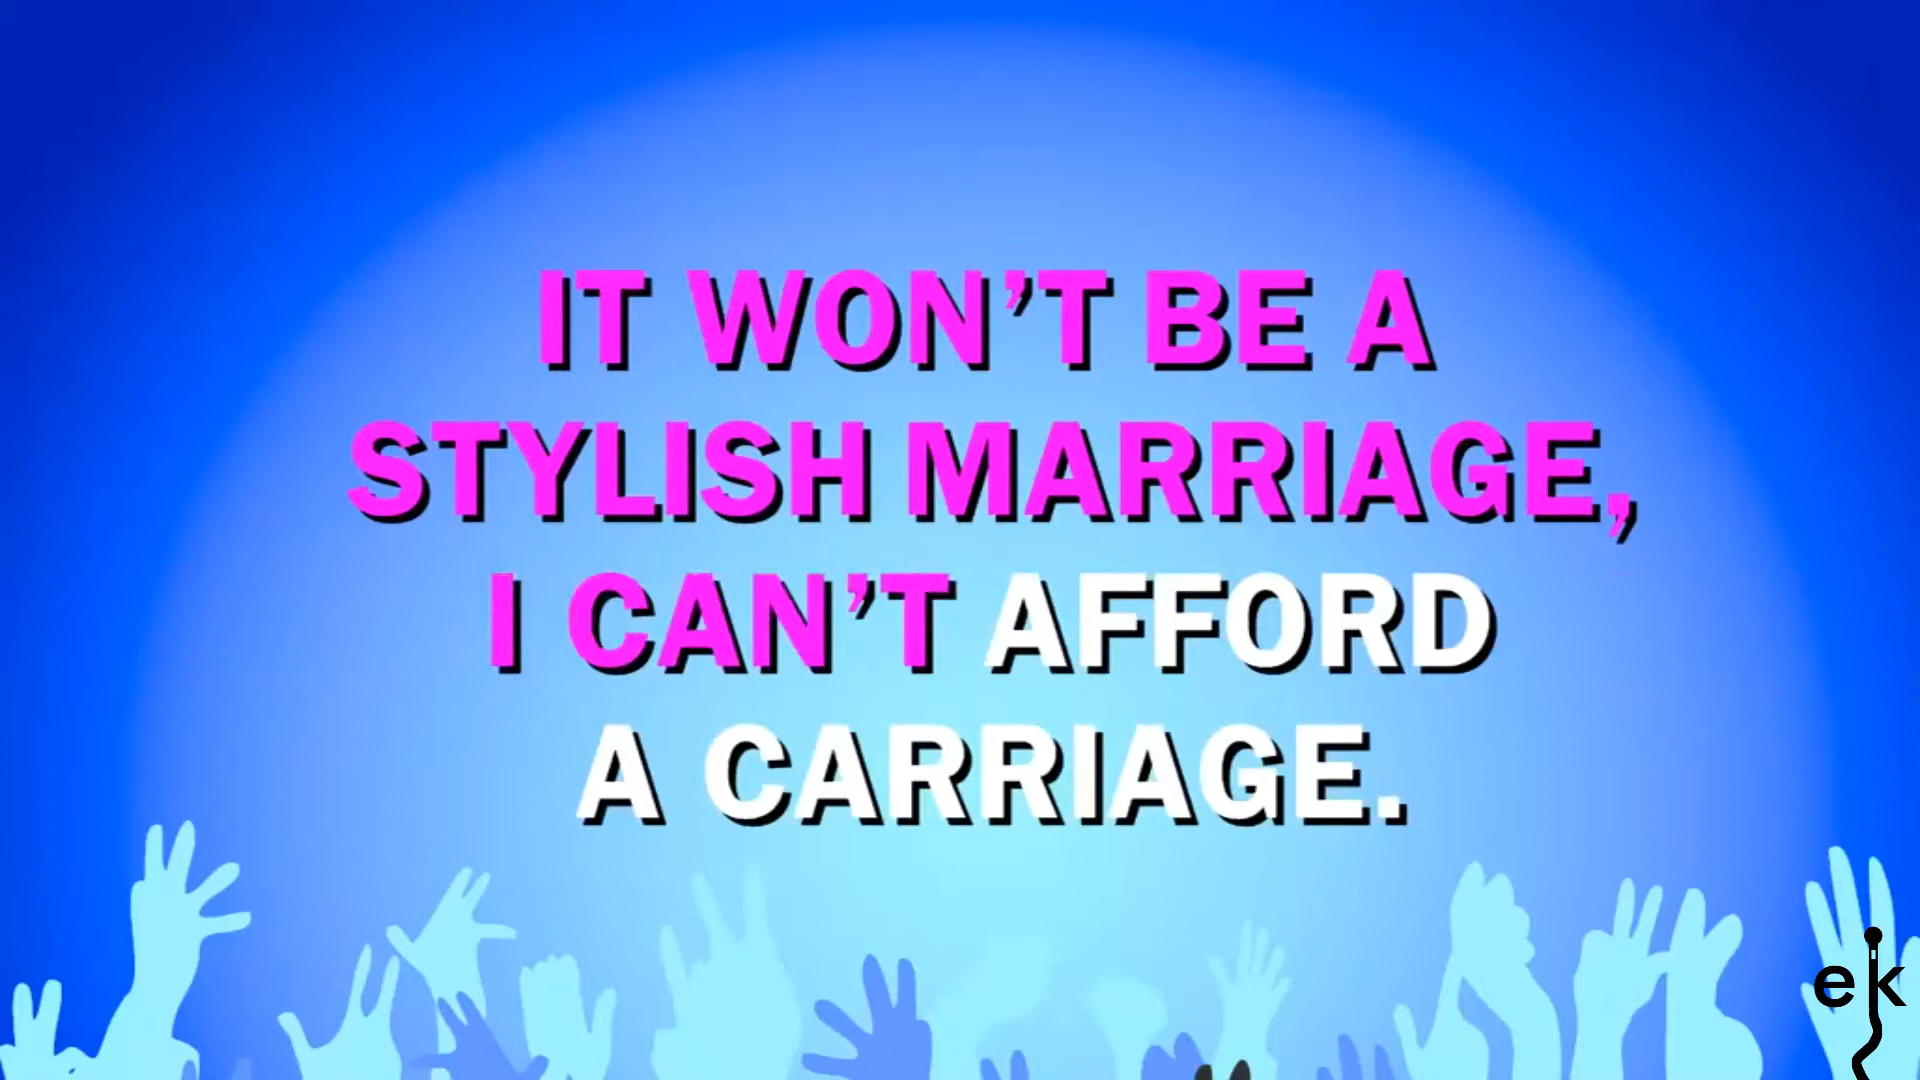 IT WON’T BE A
STYLISH MARRIAGE,
I CAN’T AFFORD
A CARRIAGE.
ek